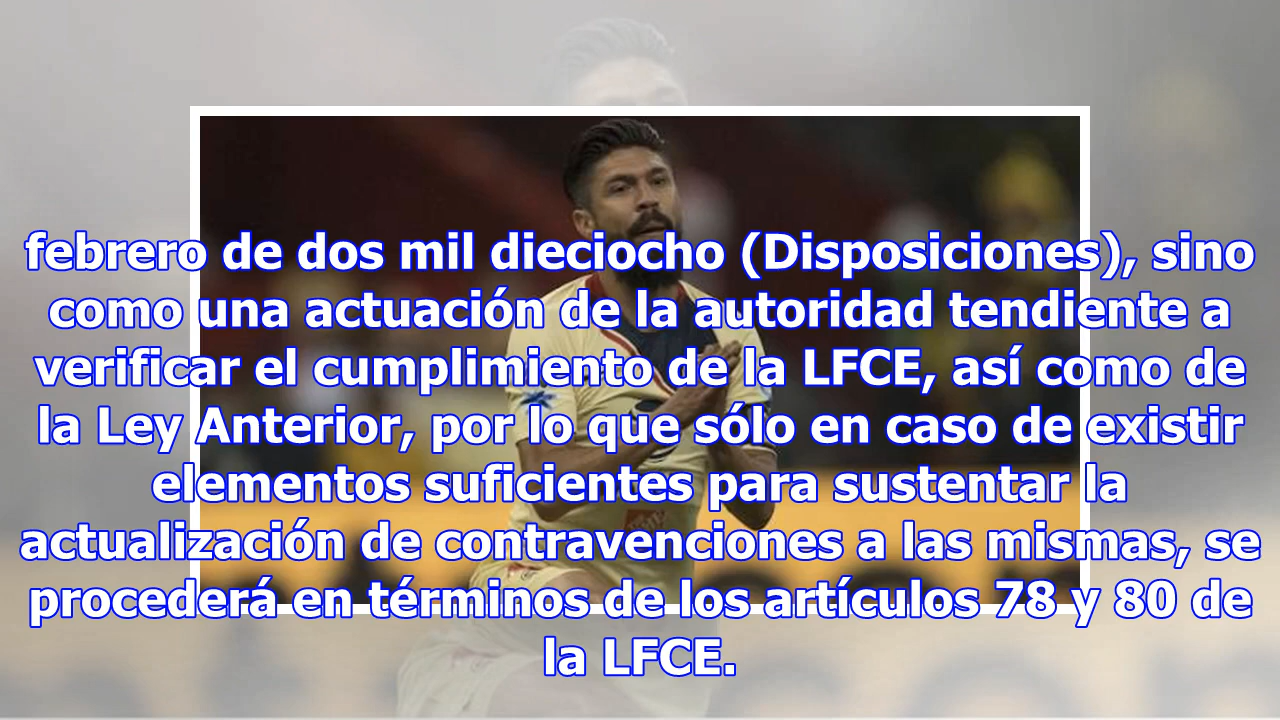 febrero de dos mil dieciocho (Disposiciones), sino
como una actuación de la autoridad tendiente a
verificar el cumplimiento de la LFCE, así como de
la Ley Anterior, por lo que sólo en caso de existir
elementos suficientes para sustentar la
actualización de contravenciones a las mismas, se
procederá en términos de los artículos 78 y 80 de
la LFCE.